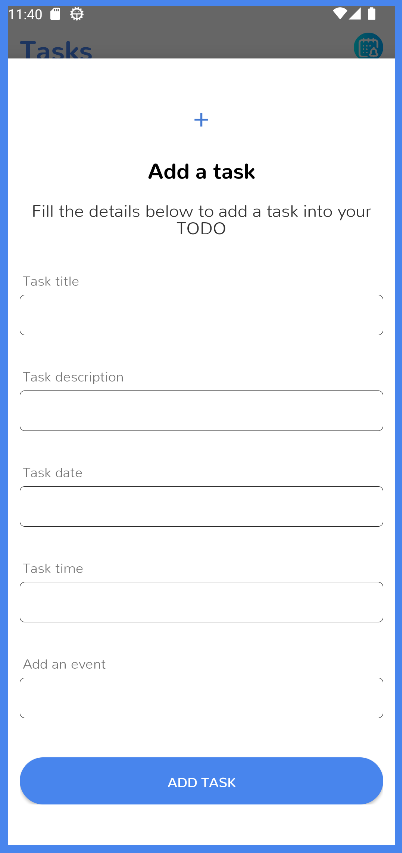 11:40
Tasks
+
Add a task
Fill the details below to add a task into your
TODO
Task title
Task description
Task date
Task time
Add an event
ADD TASK